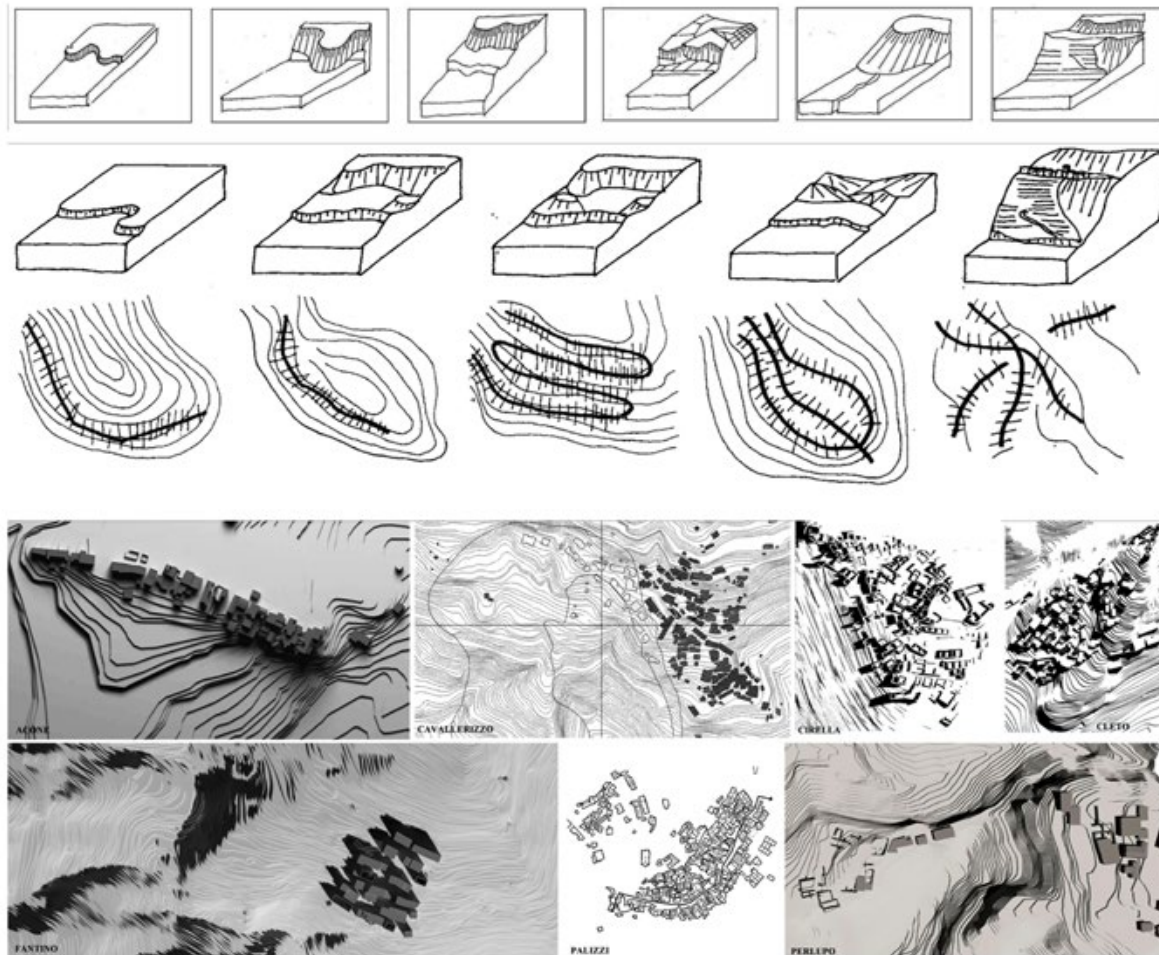 ACONE
CAVALLERIZZO
CIRELLA
CLETO
FANTINO
PALIZZI
PERLUPO